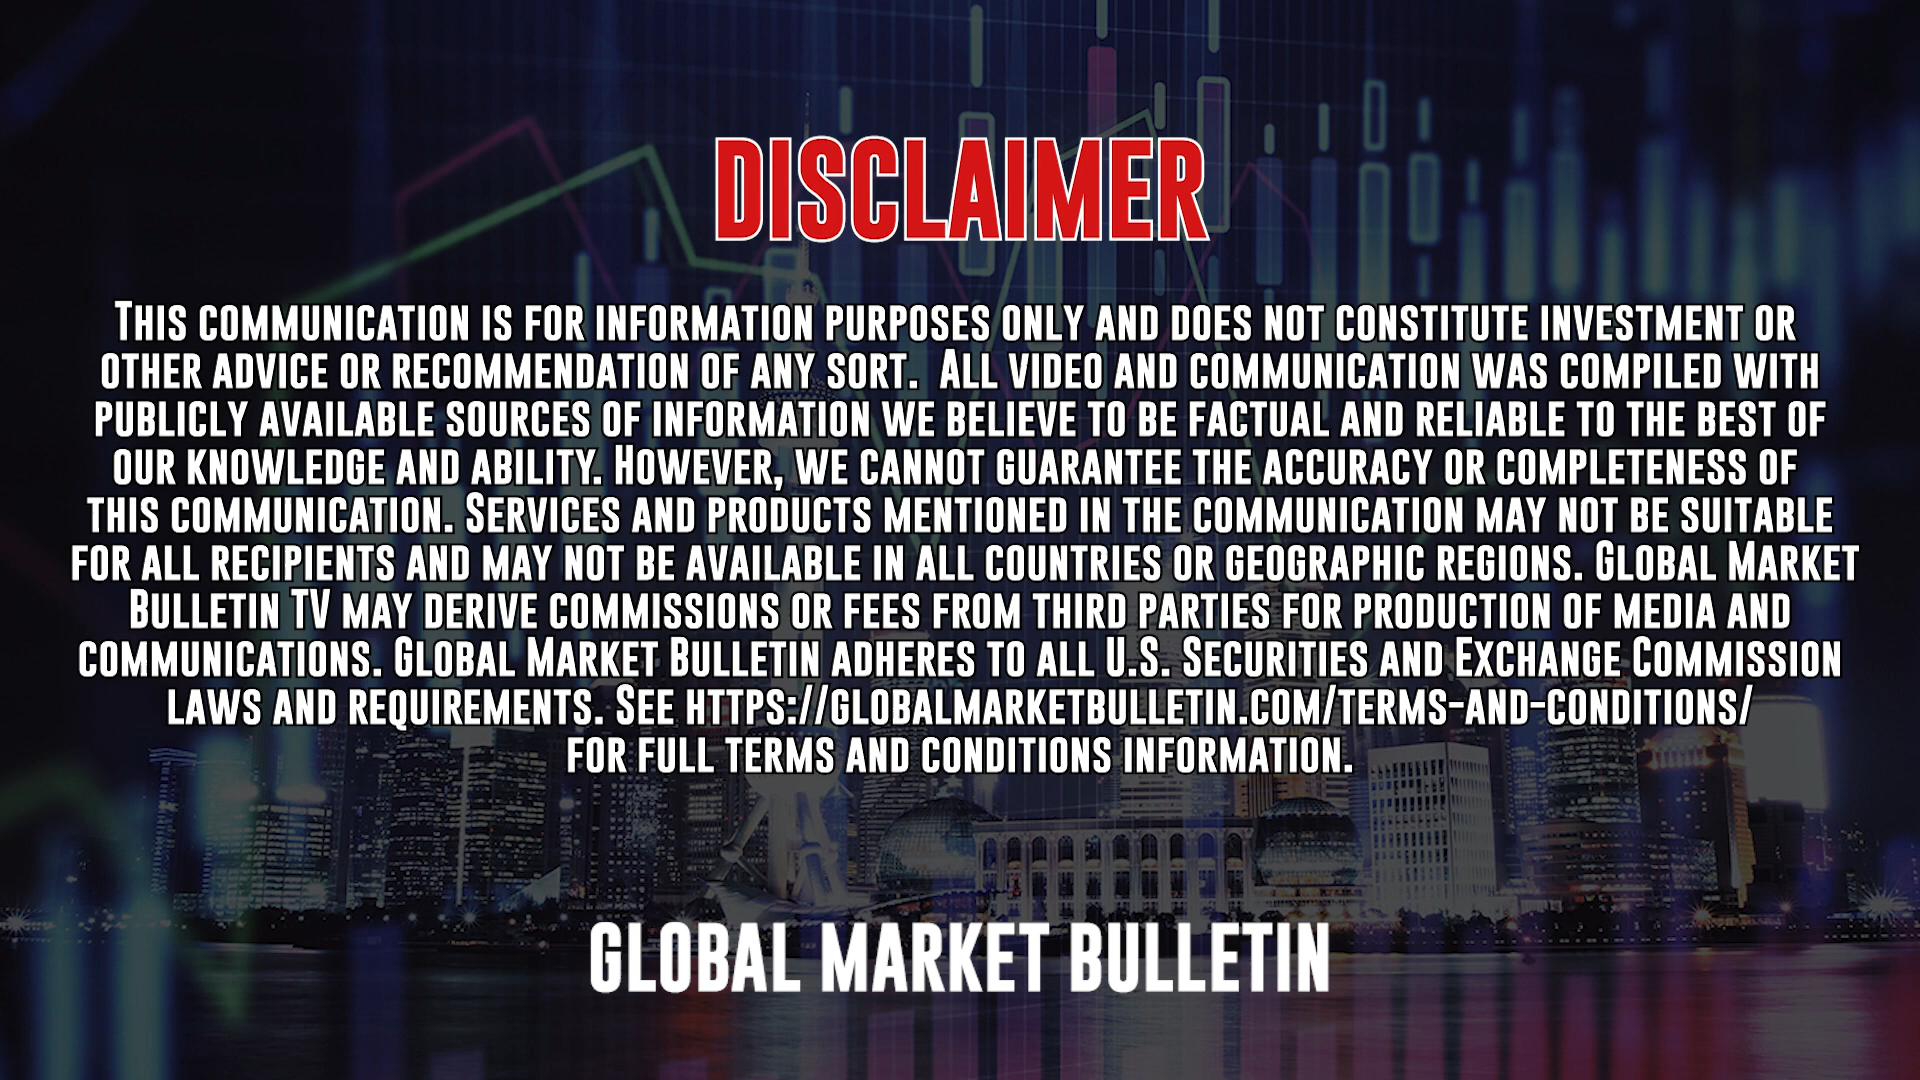 DISCLAIMER
This communication is for information purposes only and does not constitute investment or
other advice or recommendation of any sort.  All video and communication was compiled with
publicly available sources of information we believe to be factual and reliable to the best of
our knowledge and ability. However, we cannot guarantee the accuracy or completeness of
this communication. Services and products mentioned in the communication may not be suitable
for all recipients and may not be available in all countries or geographic regions. Global Market
Bulletin TV may derive commissions or fees from third parties for production of media and
communications. Global Market Bulletin adheres to all U.S. Securities and Exchange Commission
laws and requirements. See https://globalmarketbulletin.com/terms-and-conditions/
for full terms and conditions information.
GLOBAL MARKET BULLETIN